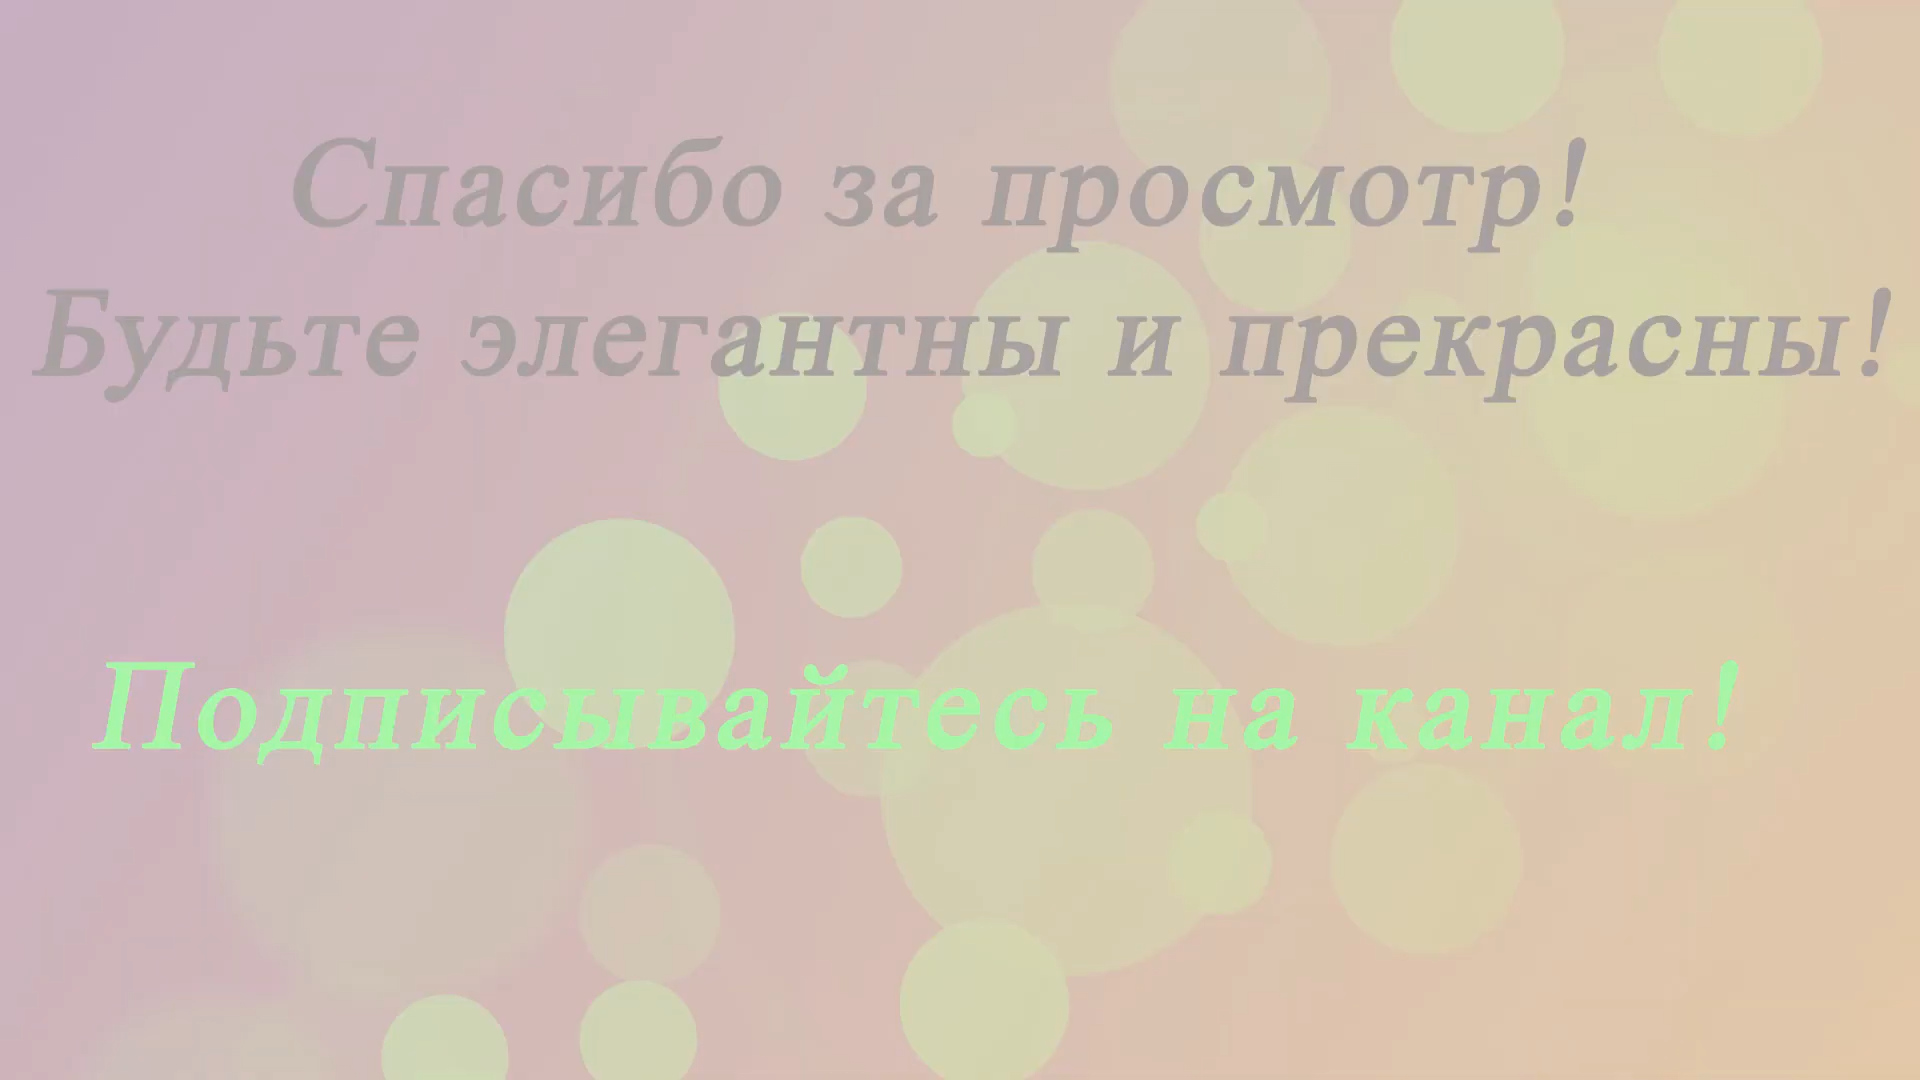 Спасибо за просмотр!
Будьте элегантны и прекрасны!
Подписывайтесь на канал!